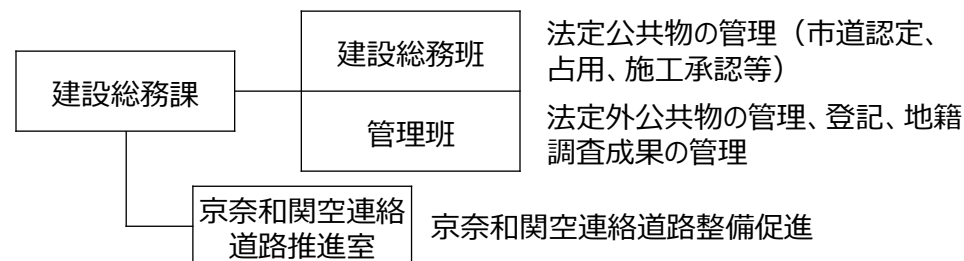 建設総務課
建設総務班
法定公共物の管理（市道認定、
占用、施工承認等）
管理班
法定外公共物の管理、登記、地籍
調査成果の管理
京奈和関空連絡
道路推進室
京奈和関空連絡道路整備促進